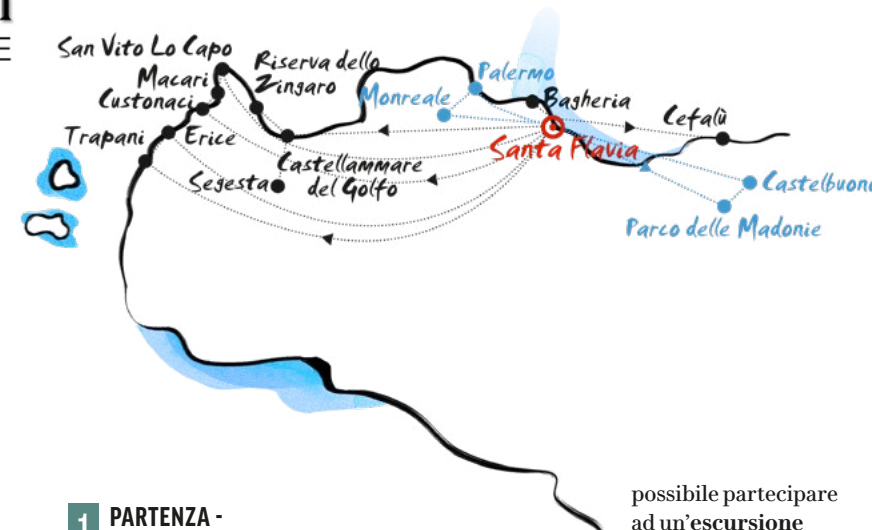 San Vito Lo Capo
Macari
Custonaci
Trapani
Erice
Riserva dello
Zingaro
Monreale
Palermo
Bagheria
Santa Flavia
Cefalù
Castellammare
del Golfo
Segesta
Parco delle Madonie
1 PARTENZA -
possibile partecipare
ad un'escursione